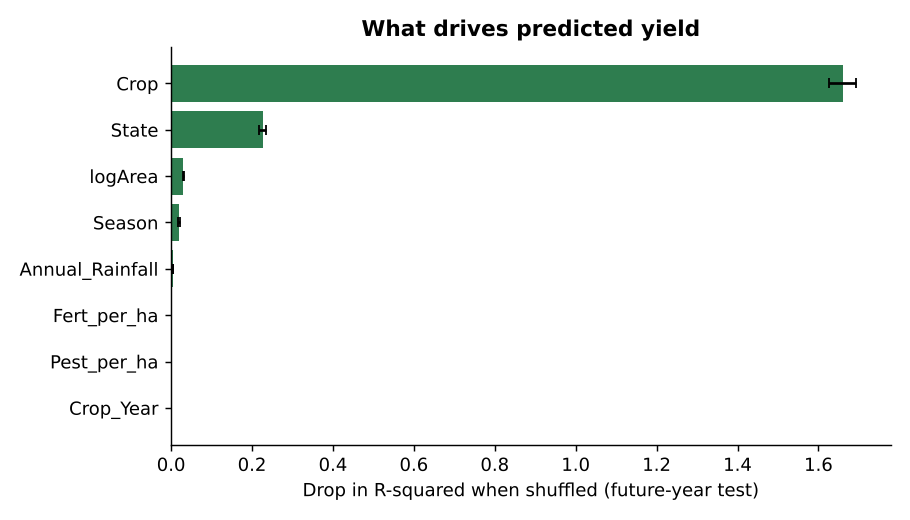 What drives predicted yield
Crop
State
logArea
Season
Annual_Rainfall
Fert_per_ha
Pest_per_ha
Crop_Year
0.0 0.2 0.4 0.6 0.8 1.0 1.2 1.4 1.6
Drop in R-squared when shuffled (future-year test)